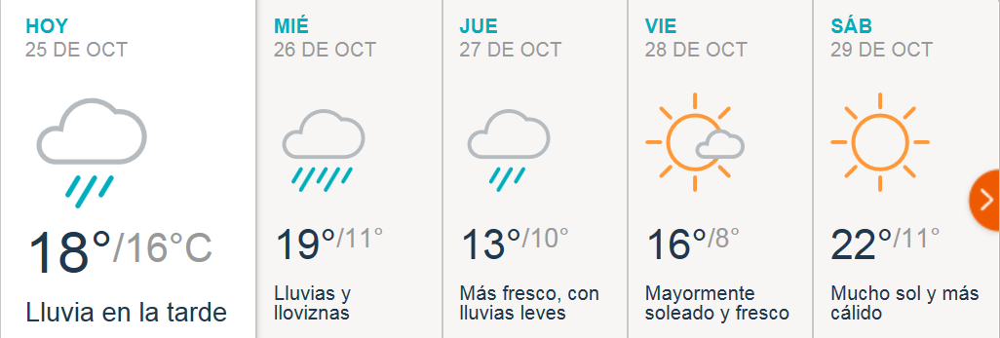 HOY
25 DE OCT
18°/16°C
Lluvia en la tarde
MIÉ
26 DE OCT
19°/11°
Lluvias y
lloviznas
JUE
27 DE OCT
13°/10°
Más fresco, con
lluvias leves
VIE
28 DE OCT
16°/8°
Mayormente
soleado y fresco
SÁB
29 DE OCT
22°/11°
Mucho sol y más
cálido